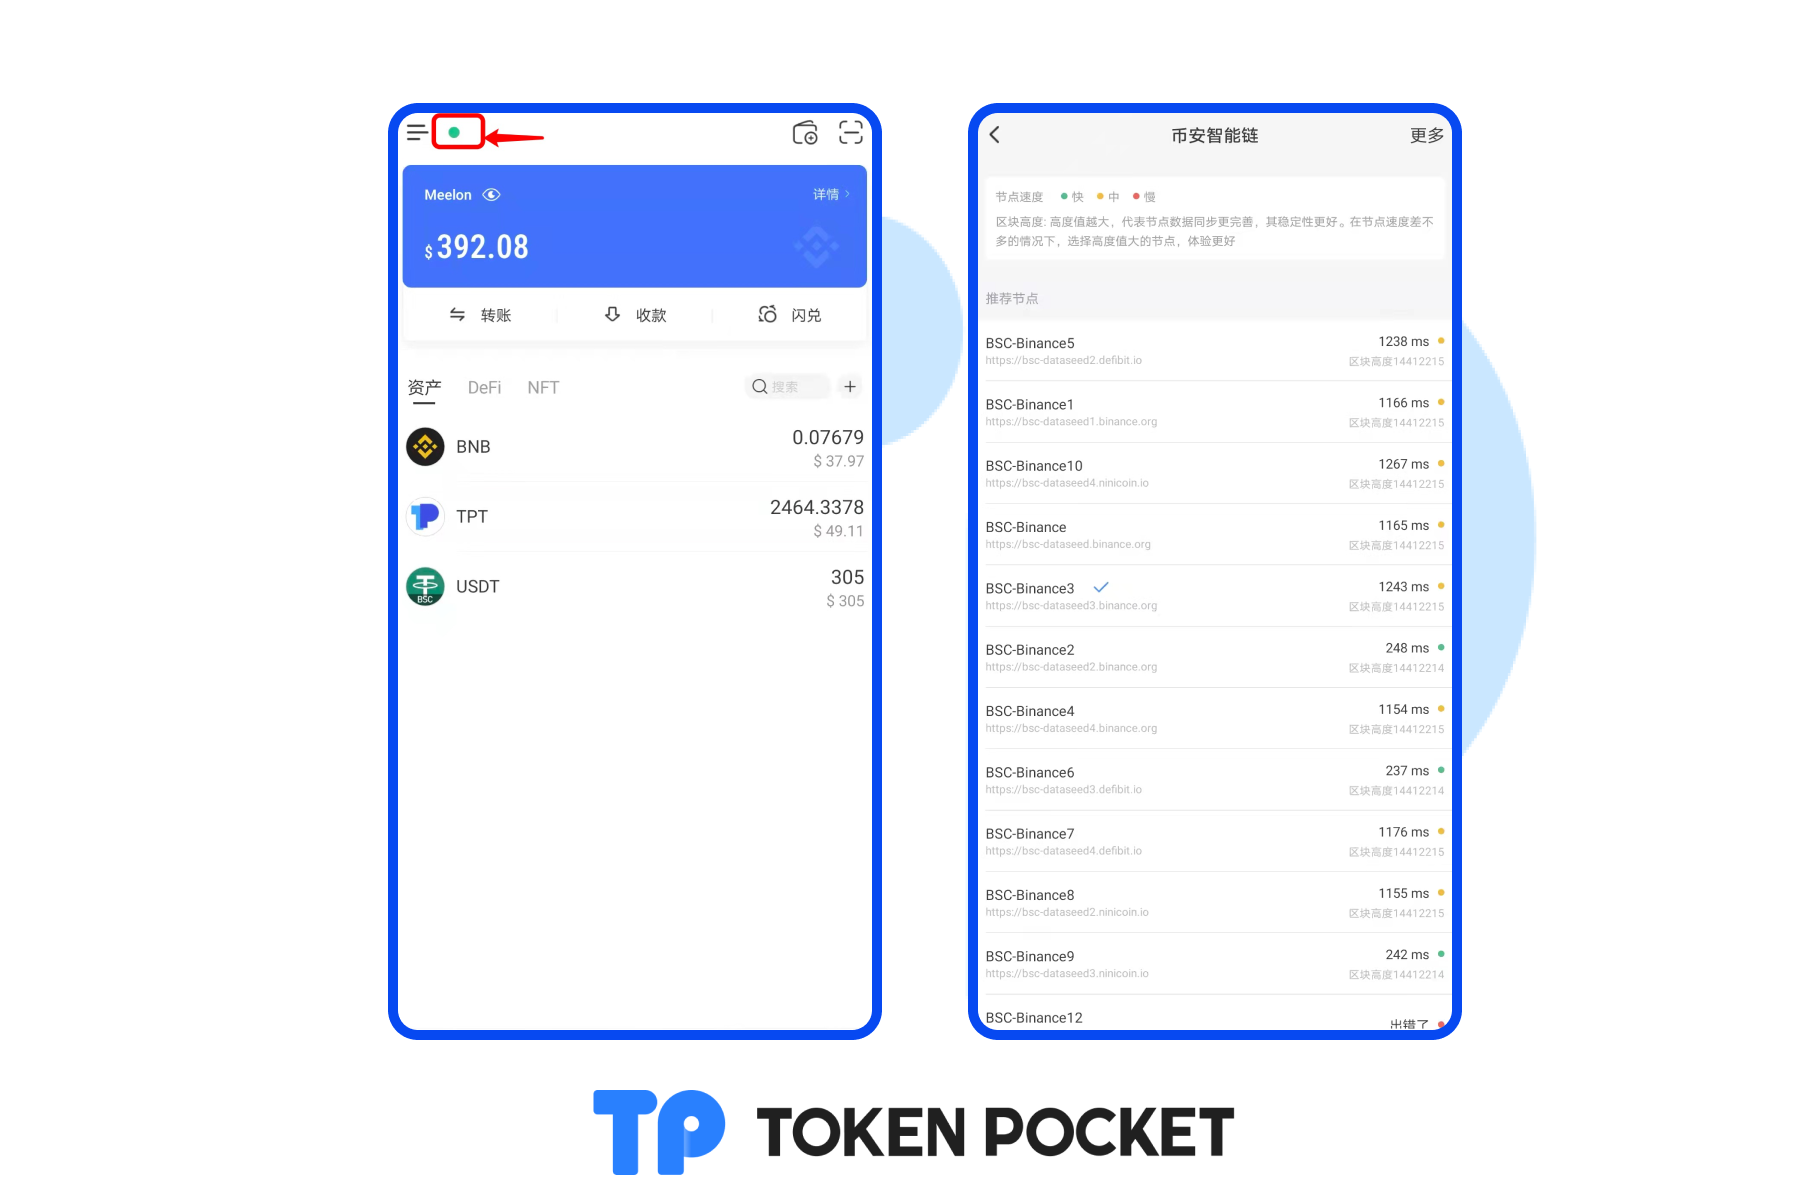 Meelon
详情
$ 392.08
转账
收款
闪兑
资产
DeFi
NFT
搜索
BNB
0.07679
$ 37.97
TPT
2464.3378
$ 49.11
BSC
USDT
305
$ 305
币安智能链
更多
节点速度 快 中 慢
区块高度: 高度值越大，代表节点数据同步更完善，其稳定性更好。在节点速度差不
多的情况下，选择高度值大的节点，体验更好
推荐节点
BSC-Binance5
1238 ms
https://bsc-dataseed2.defibit.io
区块高度14412215
BSC-Binance1
1166 ms
https://bsc-dataseed1.binance.org
区块高度14412215
BSC-Binance10
1267 ms
https://bsc-dataseed4.ninicoin.io
区块高度14412215
BSC-Binance
1165 ms
https://bsc-dataseed.binance.org
区块高度14412215
BSC-Binance3
1243 ms
https://bsc-dataseed3.binance.org
区块高度14412215
BSC-Binance2
248 ms
https://bsc-dataseed2.binance.org
区块高度14412214
BSC-Binance4
1154 ms
https://bsc-dataseed4.binance.org
区块高度14412215
BSC-Binance6
237 ms
https://bsc-dataseed3.defibit.io
区块高度14412214
BSC-Binance7
1176 ms
https://bsc-dataseed4.defibit.io
区块高度14412215
BSC-Binance8
1155 ms
https://bsc-dataseed2.ninicoin.io
区块高度14412215
BSC-Binance9
242 ms
https://bsc-dataseed3.ninicoin.io
区块高度14412214
BSC-Binance12
出错了
TP TOKEN POCKET